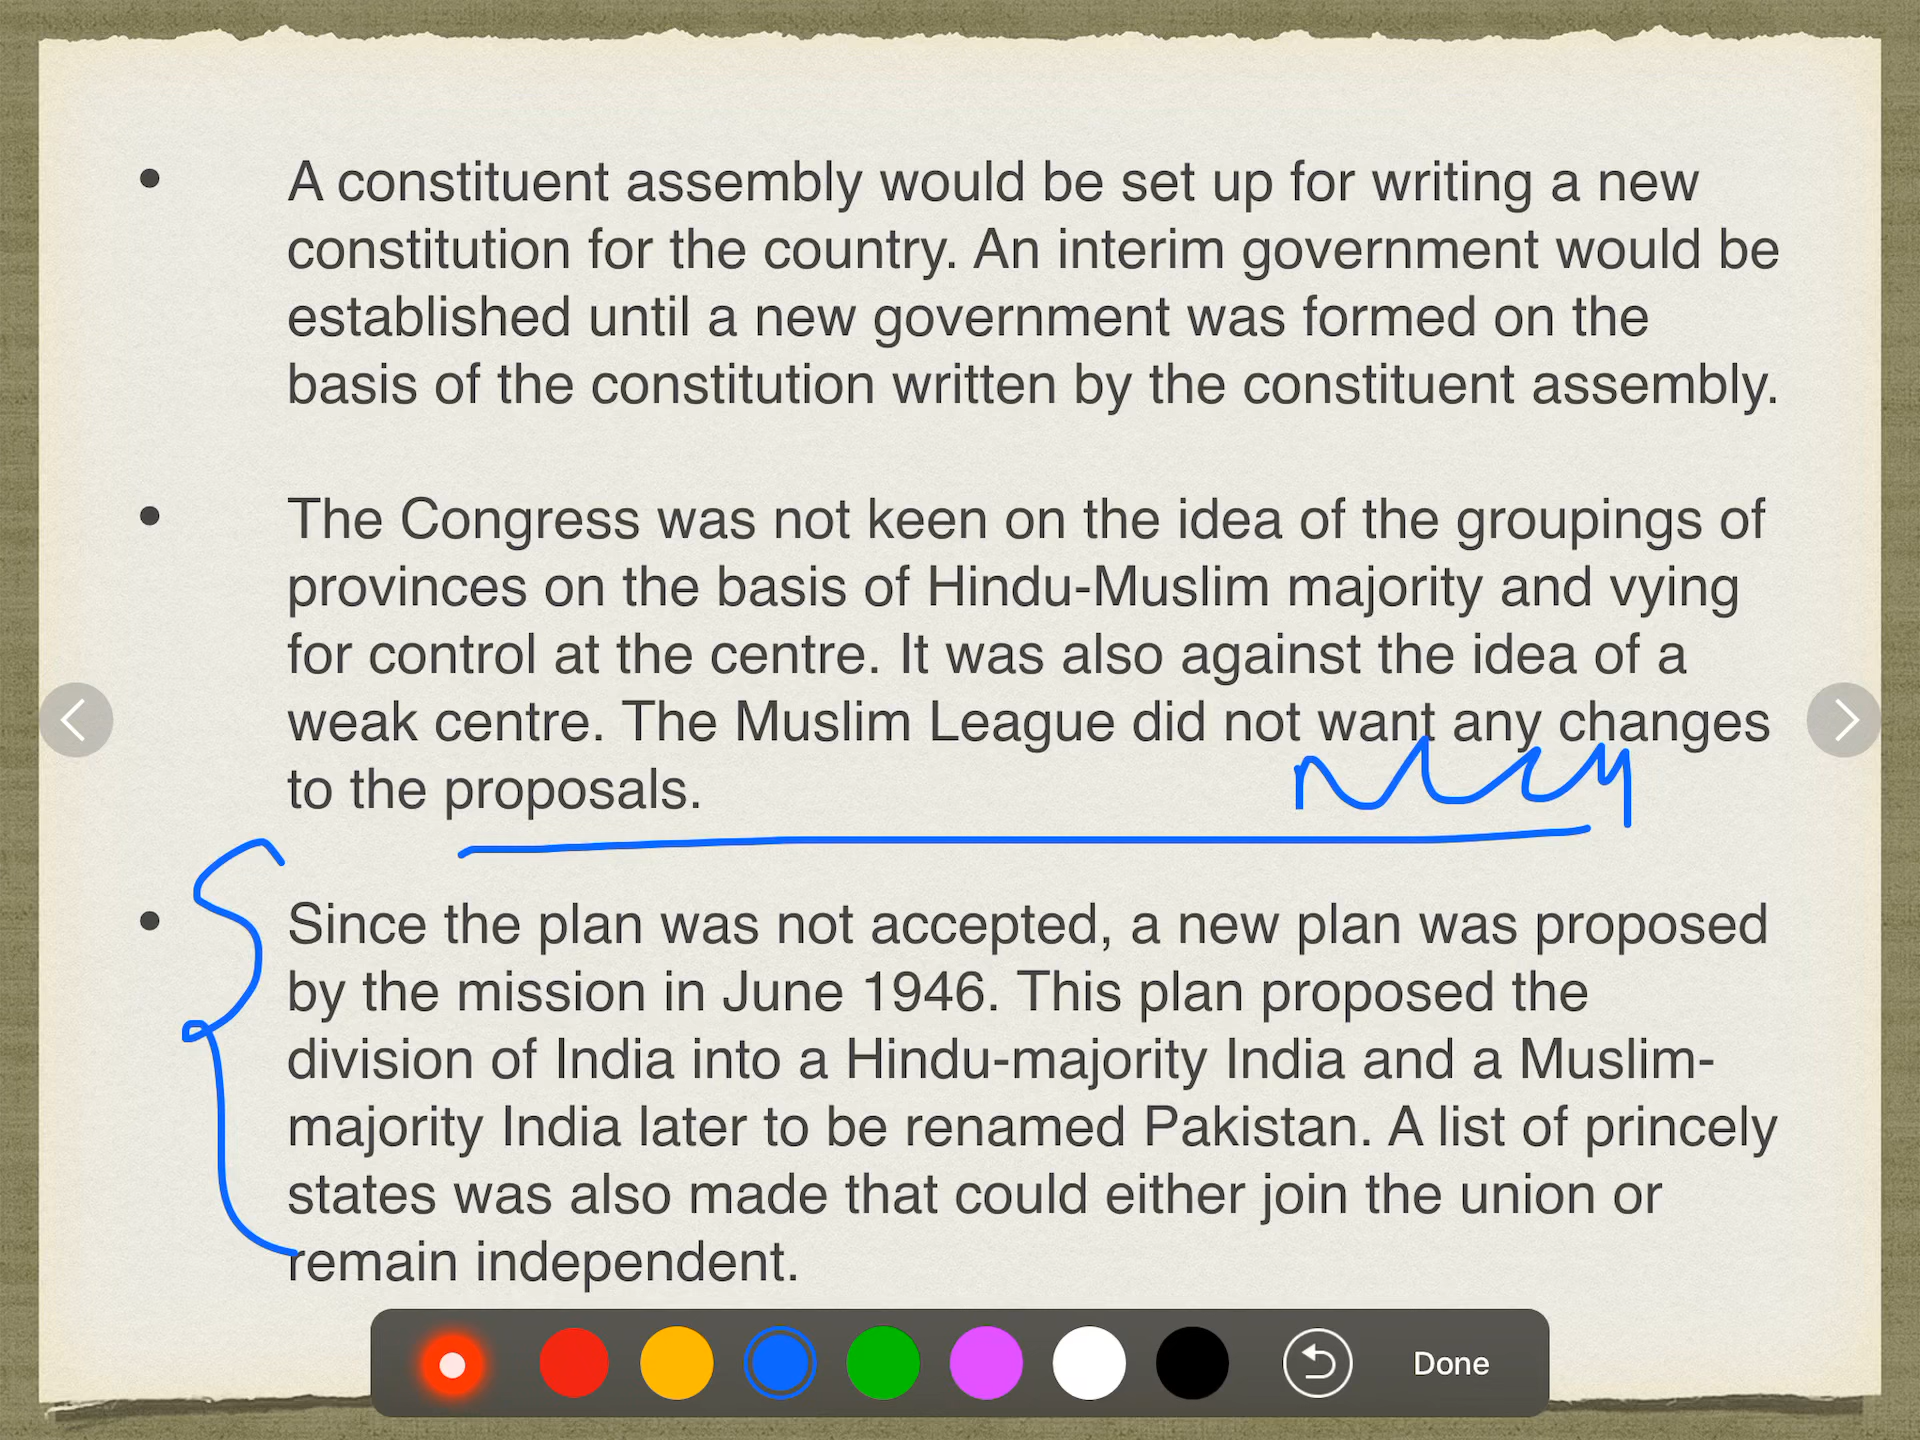 • A constituent assembly would be set up for writing a new
constitution for the country. An interim government would be
established until a new government was formed on the
basis of the constitution written by the constituent assembly.
• The Congress was not keen on the idea of the groupings of
provinces on the basis of Hindu-Muslim majority and vying
for control at the centre. It was also against the idea of a
weak centre. The Muslim League did not want any changes
to the proposals.
• Since the plan was not accepted, a new plan was proposed
by the mission in June 1946. This plan proposed the
division of India into a Hindu-majority India and a Muslim-
majority India later to be renamed Pakistan. A list of princely
states was also made that could either join the union or
remain independent.
Done